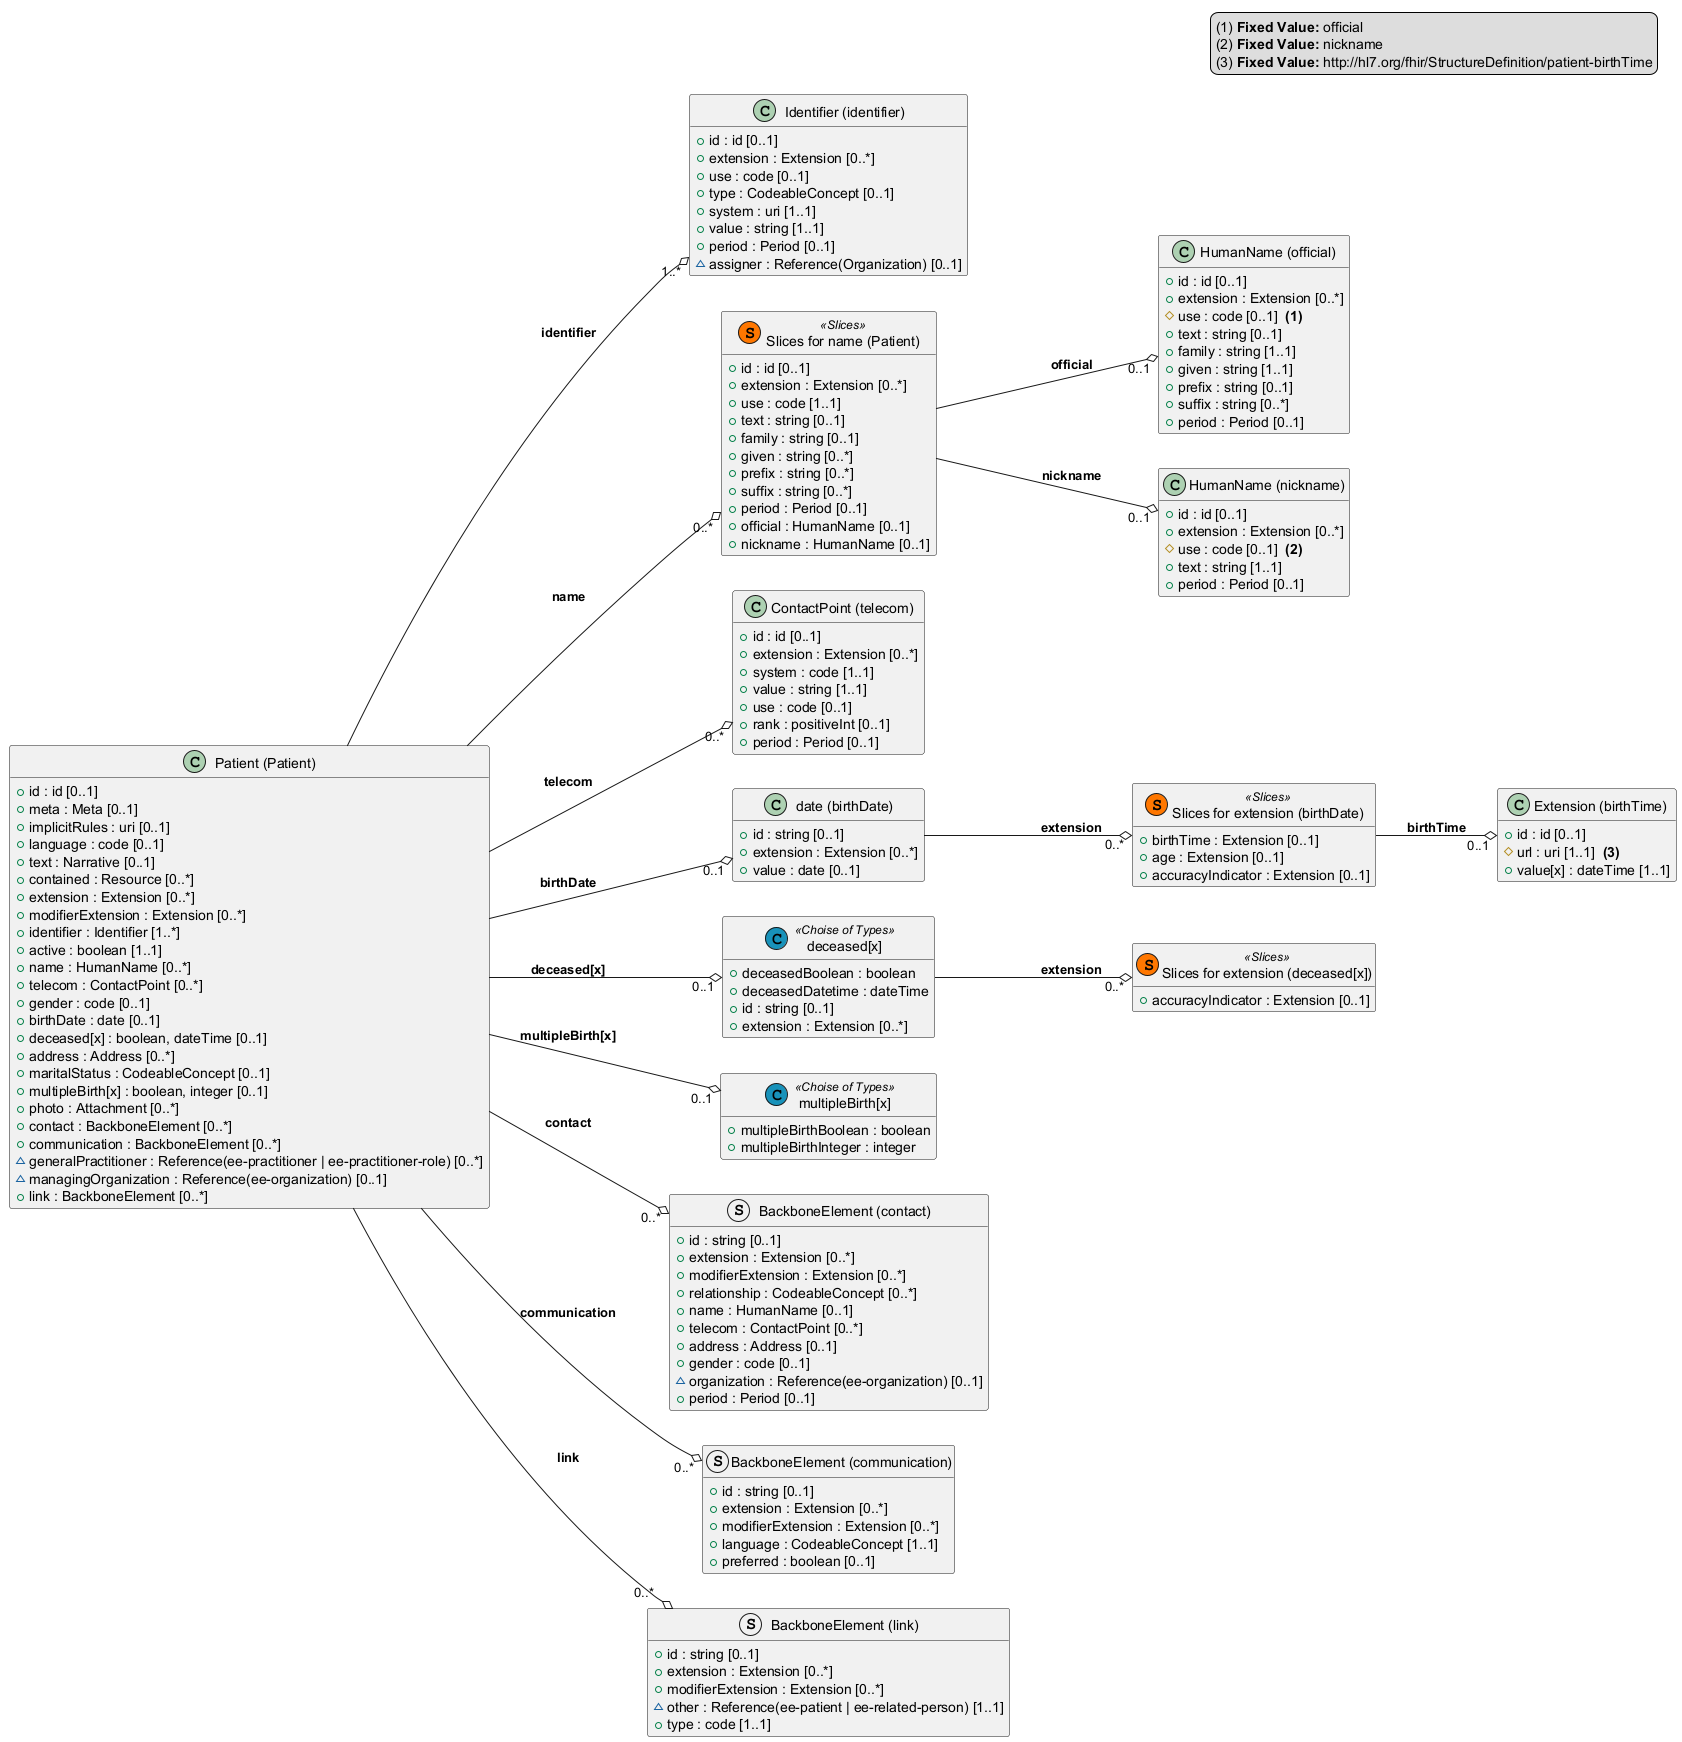 (1) Fixed Value: official
(2) Fixed Value: nickname
(3) Fixed Value: http://hl7.org/fhir/StructureDefinition/patient-birthTime
C Patient (Patient)
id : id [0..1]
meta : Meta [0..1]
implicitRules : uri [0..1]
language : code [0..1]
text : Narrative [0..1]
contained : Resource [0..*]
extension : Extension [0..*]
modifierExtension : Extension [0..*]
identifier : Identifier [1..*]
active : boolean [1..1]
name : HumanName [0..*]
telecom : ContactPoint [0..*]
gender : code [0..1]
birthDate : date [0..1]
deceased[x] : boolean, dateTime [0..1]
address : Address [0..*]
maritalStatus : CodeableConcept [0..1]
multipleBirth[x] : boolean, integer [0..1]
photo : Attachment [0..*]
contact : BackboneElement [0..*]
communication : BackboneElement [0..*]
generalPractitioner : Reference(ee-practitioner | ee-practitioner-role) [0..*]
managingOrganization : Reference(ee-organization) [0..1]
link : BackboneElement [0..*]
identifier
1..*
C Identifier (identifier)
id : id [0..1]
extension : Extension [0..*]
use : code [0..1]
type : CodeableConcept [0..1]
system : uri [1..1]
value : string [1..1]
period : Period [0..1]
assigner : Reference(Organization) [0..1]
name
0..*
S «Slices»
Slices for name (Patient)
id : id [0..1]
extension : Extension [0..*]
use : code [1..1]
text : string [0..1]
family : string [0..1]
given : string [0..*]
prefix : string [0..*]
suffix : string [0..*]
period : Period [0..1]
official : HumanName [0..1]
nickname : HumanName [0..1]
official
0..1
C HumanName (official)
id : id [0..1]
extension : Extension [0..*]
use : code [0..1] (1)
text : string [0..1]
family : string [1..1]
given : string [1..1]
prefix : string [0..1]
suffix : string [0..*]
period : Period [0..1]
nickname
0..1
C HumanName (nickname)
id : id [0..1]
extension : Extension [0..*]
use : code [0..1] (2)
text : string [1..1]
period : Period [0..1]
telecom
0..*
C ContactPoint (telecom)
id : id [0..1]
extension : Extension [0..*]
system : code [1..1]
value : string [1..1]
use : code [0..1]
rank : positiveInt [0..1]
period : Period [0..1]
birthDate
0..1
C date (birthDate)
id : string [0..1]
extension : Extension [0..*]
value : date [0..1]
extension
0..*
S «Slices»
Slices for extension (birthDate)
birthTime : Extension [0..1]
age : Extension [0..1]
accuracyIndicator : Extension [0..1]
birthTime
0..1
C Extension (birthTime)
id : id [0..1]
url : uri [1..1] (3)
value[x] : dateTime [1..1]
deceased[x]
0..1
C «Choise of Types»
deceased[x]
deceasedBoolean : boolean
deceasedDatetime : dateTime
id : string [0..1]
extension : Extension [0..*]
extension
0..*
S «Slices»
Slices for extension (deceased[x])
accuracyIndicator : Extension [0..1]
multipleBirth[x]
0..1
C «Choise of Types»
multipleBirth[x]
multipleBirthBoolean : boolean
multipleBirthInteger : integer
contact
0..*
S BackboneElement (contact)
id : string [0..1]
extension : Extension [0..*]
modifierExtension : Extension [0..*]
relationship : CodeableConcept [0..*]
name : HumanName [0..1]
telecom : ContactPoint [0..*]
address : Address [0..1]
gender : code [0..1]
organization : Reference(ee-organization) [0..1]
period : Period [0..1]
communication
0..*
S BackboneElement (communication)
id : string [0..1]
extension : Extension [0..*]
modifierExtension : Extension [0..*]
language : CodeableConcept [1..1]
preferred : boolean [0..1]
link
0..*
S BackboneElement (link)
id : string [0..1]
extension : Extension [0..*]
modifierExtension : Extension [0..*]
other : Reference(ee-patient | ee-related-person) [1..1]
type : code [1..1]